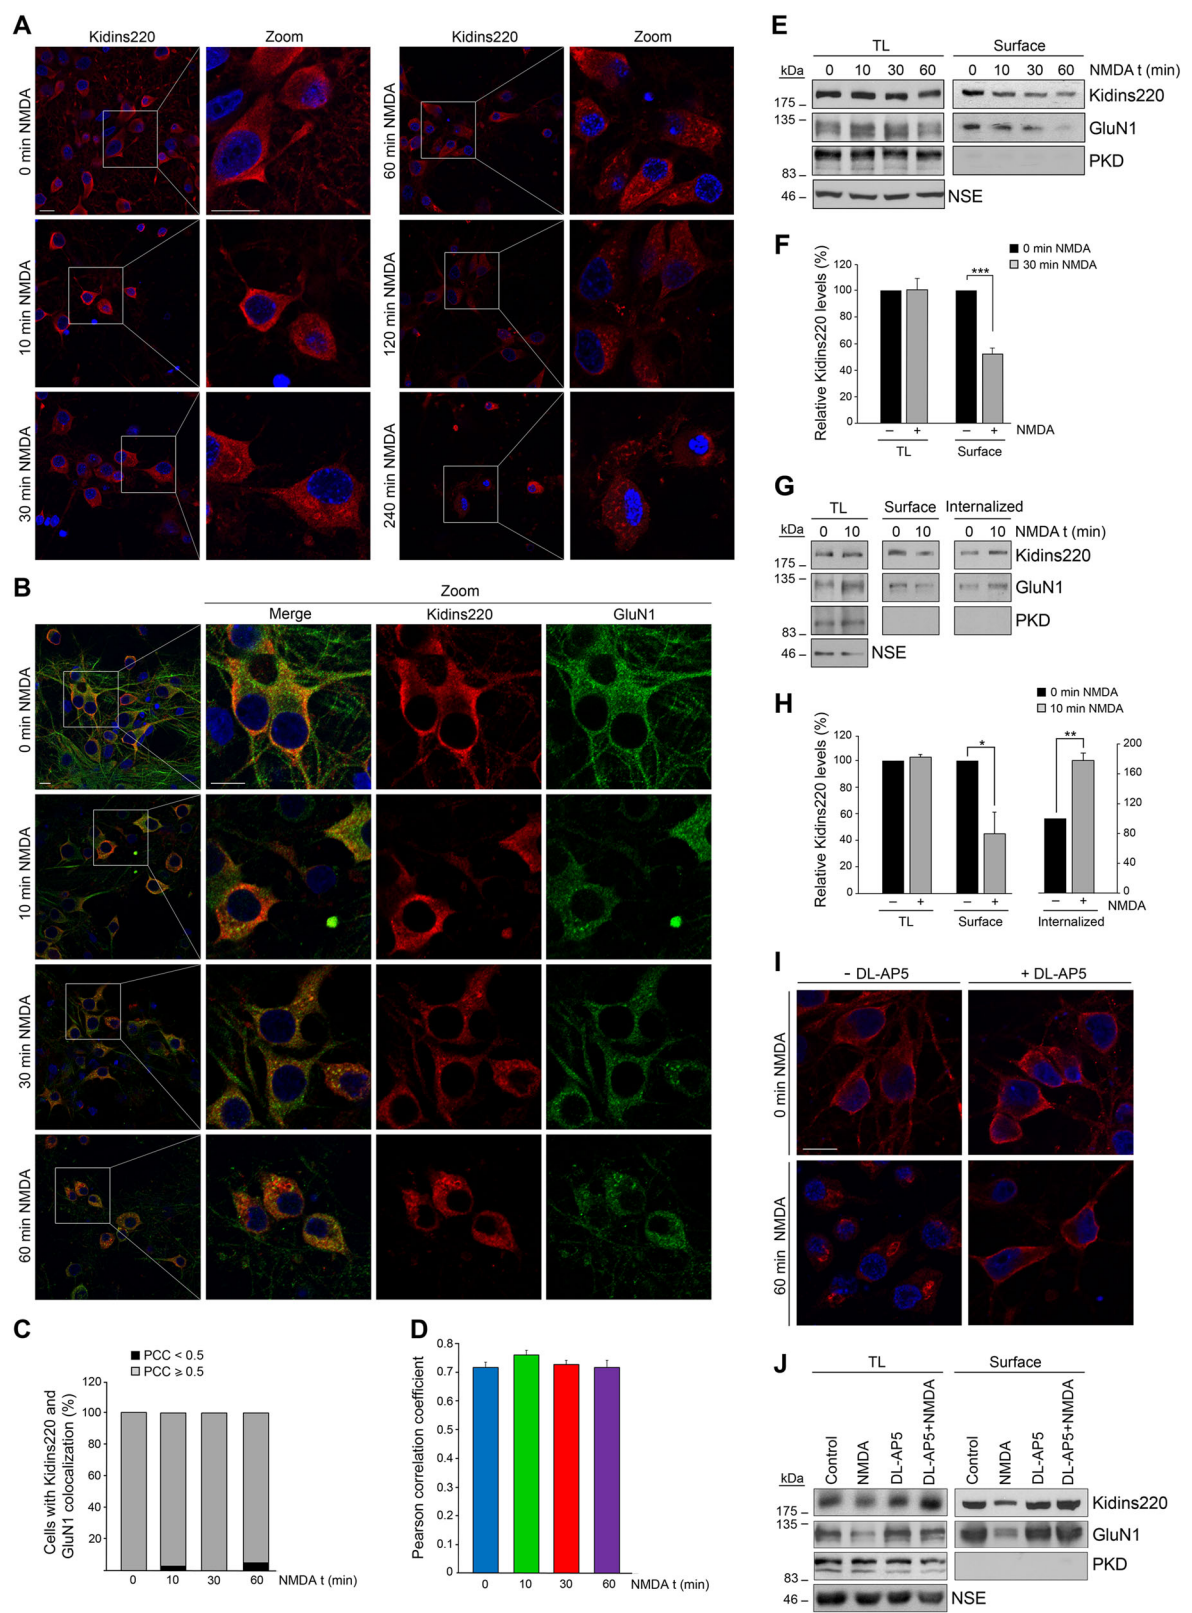 A
Kidins220 Zoom Kidins220 Zoom
0 min NMDA
60 min NMDA
10 min NMDA
120 min NMDA
30 min NMDA
240 min NMDA
B
Zoom
Merge Kidins220 GluN1
0 min NMDA
10 min NMDA
30 min NMDA
60 min NMDA
C
PCC < 0.5
PCC ≥ 0.5
Cells with Kidins220 and
GluN1 colocalization (%)
120
100
80
60
40
20
0 10 30 60 NMDA t (min)
D
Pearson correlation coefficient
0.8
0.7
0.6
0.5
0.4
0.3
0.2
0.1
0
0 10 30 60 NMDA t (min)
E
TL Surface
kDa 0 10 30 60 0 10 30 60 NMDA t (min)
175 – Kidins220
135 – GluN1
PKD
83 –
46 – NSE
F
0 min NMDA
30 min NMDA
Relative Kidins220 levels (%)
120
100
80
60
40
20
0
***
– + – + NMDA
TL Surface
G
TL Surface Internalized
kDa 0 10 0 10 0 10 NMDA t (min)
175 – Kidins220
135 – GluN1
PKD
83 –
46 – NSE
H
0 min NMDA
10 min NMDA
Relative Kidins220 levels (%)
120
100
80
60
40
20
0
* **
200
160
120
80
40
0
– + – + – + NMDA
TL Surface Internalized
I
– DL-AP5 + DL-AP5
0 min NMDA
60 min NMDA
J
TL Surface
Control NMDA DL-AP5 DL-AP5+NMDA Control NMDA DL-AP5 DL-AP5+NMDA
kDa
175 – Kidins220
135 – GluN1
PKD
83 –
46 – NSE